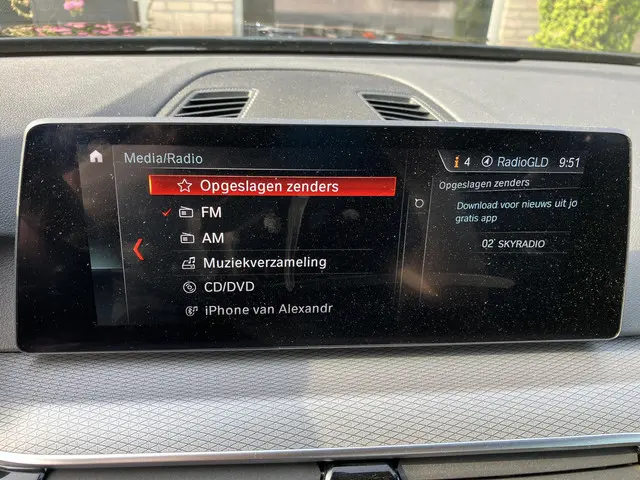 Media/Radio
Opgeslagen zenders
FM
AM
Muziekverzameling
CD/DVD
iPhone van Alexandr
i 4 RadioGLD 9:51
Opgeslagen zenders
Download voor nieuws uit jo
gratis app
02 SKYRADIO